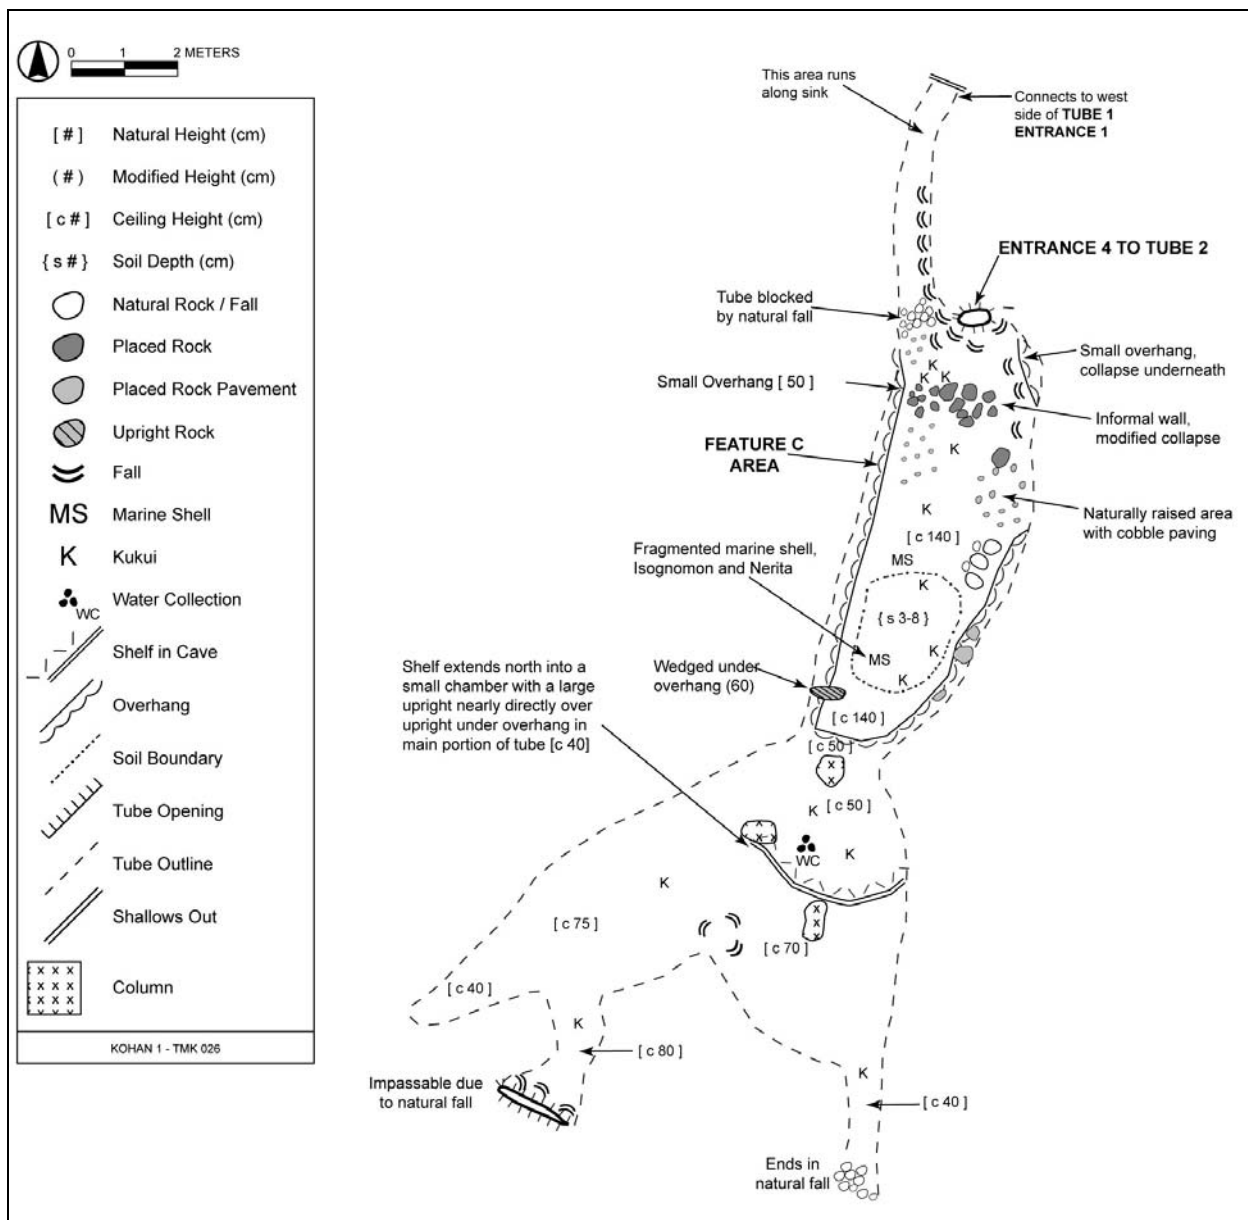 0 1 2 METERS
[ # ] Natural Height (cm)
( # ) Modified Height (cm)
[ c # ] Ceiling Height (cm)
{ s # } Soil Depth (cm)
Natural Rock / Fall
Placed Rock
Placed Rock Pavement
Upright Rock
Fall
MS Marine Shell
K Kukui
WC Water Collection
Shelf in Cave
Overhang
Soil Boundary
Tube Opening
Tube Outline
Shallows Out
x x x x
x x x x
x x x x
x x x x
Column
KOHAN 1 - TMK 026
This area runs
along sink
Connects to west
side of TUBE 1
ENTRANCE 1
ENTRANCE 4 TO TUBE 2
Tube blocked
by natural fall
Small overhang,
collapse underneath
K
K K
Small Overhang [ 50 ]
Informal wall,
modified collapse
FEATURE C
AREA
K
K
Naturally raised area
with cobble paving
[ c 140 ]
Fragmented marine shell,
Isognomon and Nerita
MS
K
{ s 3-8 }
K
MS
K
Wedged under
overhang (60)
Shelf extends north into a
small chamber with a large
upright nearly directly over
upright under overhang in
main portion of tube [c 40]
[ c 140 ]
[ c 50 ]
x x
x
K [ c 50 ]
x x
x x
WC
K
K
x
x x
x
[ c 75 ]
[ c 70 ]
[ c 40 ]
K
[ c 80 ]
K
Impassable due
to natural fall
[ c 40 ]
Ends in
natural fall